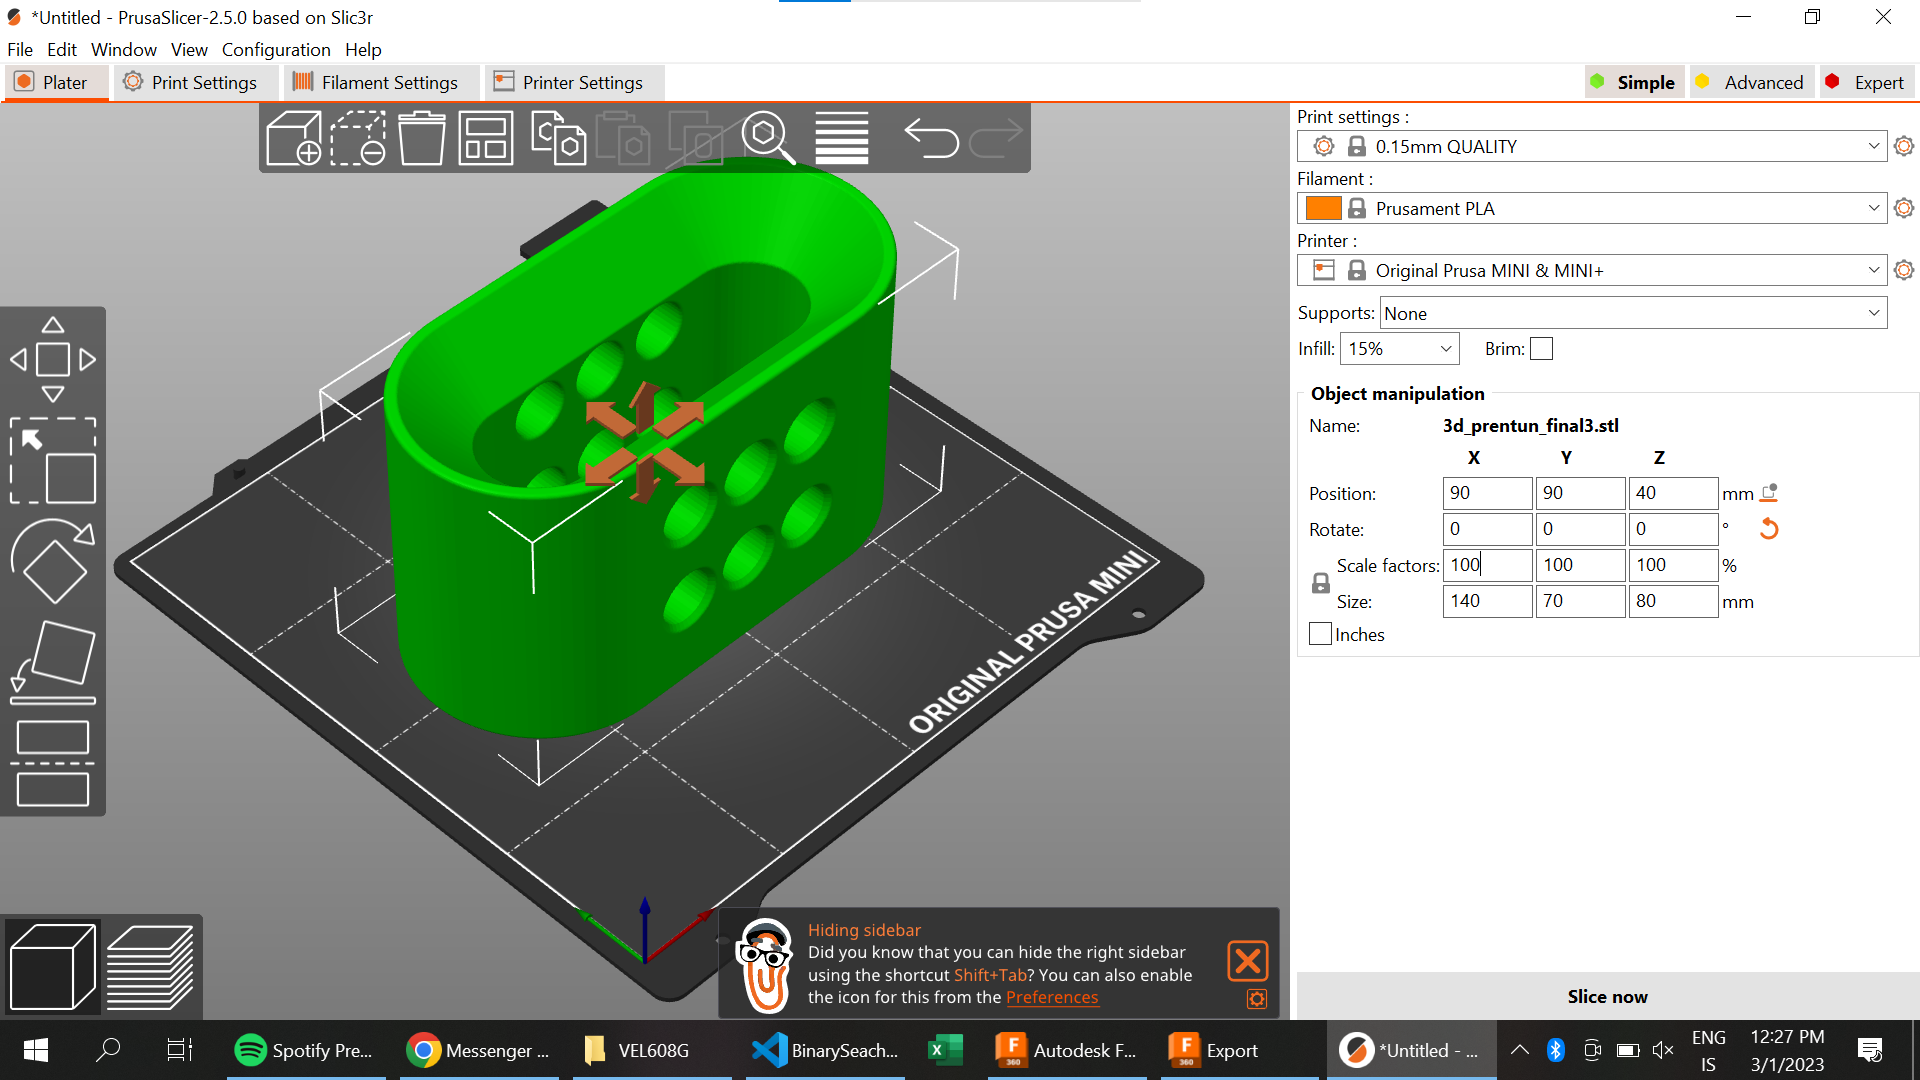 *Untitled - PrusaSlicer-2.5.0 based on Slic3r
File Edit Window View Configuration Help
Plater Print Settings Filament Settings Printer Settings Simple Advanced Expert
Print settings :
0.15mm QUALITY
Filament :
Prusament PLA
Printer :
Original Prusa MINI & MINI+
Supports: None
Infill: 15% Brim:
Object manipulation
Name: 3d_prentun_final3.stl
X Y Z
Position: 90 90 40 mm
Rotate: 0 0 0 °
Scale factors: 100 100 100 %
Size: 140 70 80 mm
Inches
ORIGINAL PRUSA MINI
Hiding sidebar
Did you know that you can hide the right sidebar
using the shortcut Shift+Tab? You can also enable
the icon for this from the Preferences
Slice now
Spotify Pre... Messenger ... VEL608G BinarySeach... Autodesk F... Export *Untitled - ...
F
360
F
360
X
ENG
IS
12:27 PM
3/1/2023